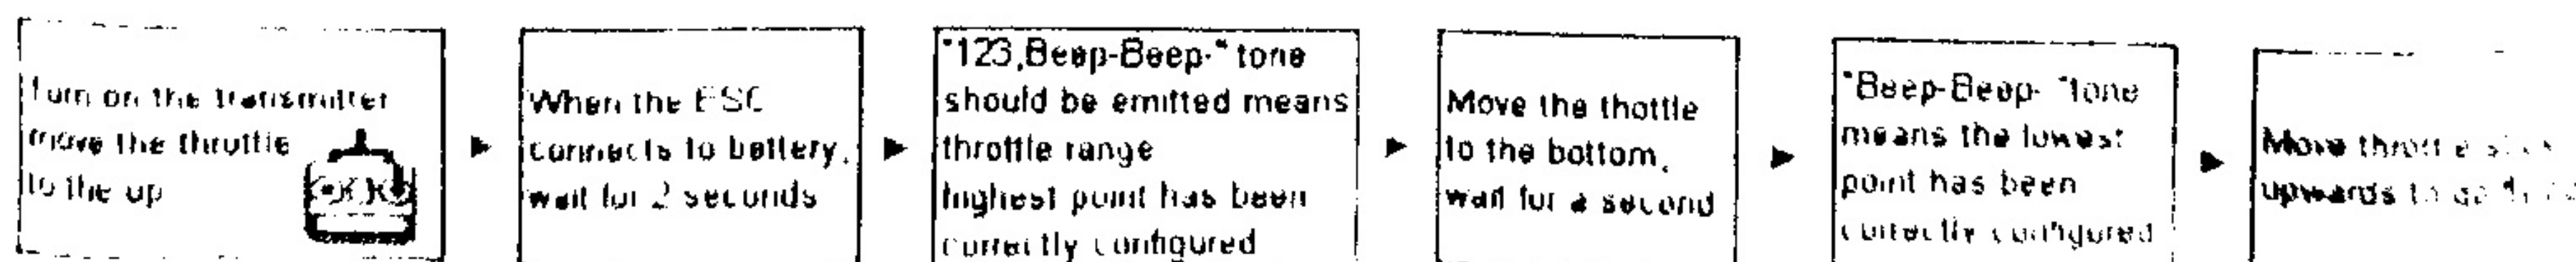 Turn on the transmitter
move the throttle
to the up
When the ESC
connects to battery,
wait for 2 seconds
"123,Beep-Beep-" tone
should be emitted means
throttle range
highest point has been
correctly configured
Move the thottle
to the bottom,
wait for a second
"Beep-Beep- "tone
means the lowest
point has been
correctly configured
Move throttle
upwards to